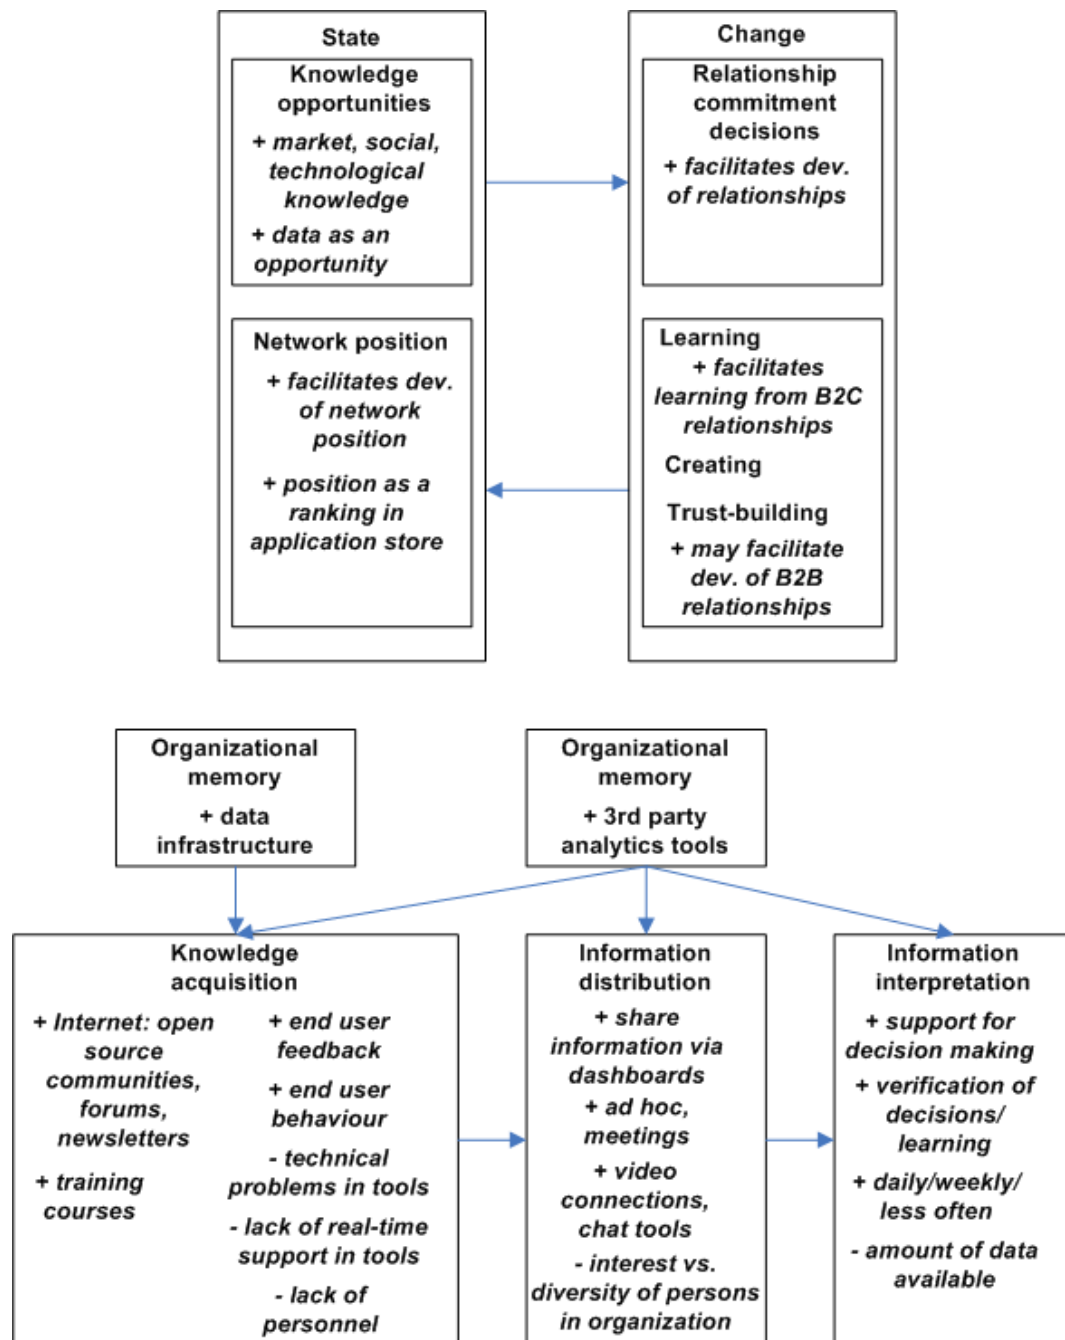 State
Knowledge
opportunities
+ market, social,
technological
knowledge
+ data as an
opportunity
Network position
+ facilitates dev.
of network
position
+ position as a
ranking in
application store
Change
Relationship
commitment
decisions
+ facilitates dev.
of relationships
Learning
+ facilitates
learning from B2C
relationships
Creating
Trust-building
+ may facilitate
dev. of B2B
relationships
Organizational
memory
+ data
infrastructure
Organizational
memory
+ 3rd party
analytics tools
Knowledge
acquisition
+ Internet: open
source
communities,
forums,
newsletters
+ training
courses
+ end user
feedback
+ end user
behaviour
- technical
problems in tools
- lack of real-time
support in tools
- lack of
personnel
Information
distribution
+ share
information via
dashboards
+ ad hoc,
meetings
+ video
connections,
chat tools
- interest vs.
diversity of persons
in organization
Information
interpretation
+ support for
decision making
+ verification of
decisions/
learning
+ daily/weekly/
less often
- amount of data
available